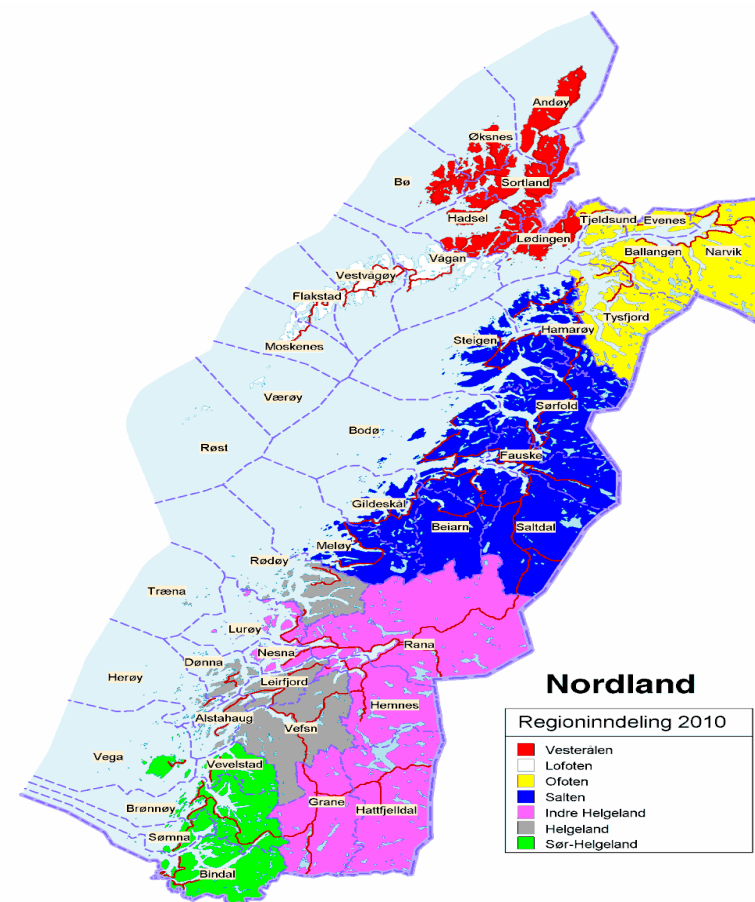 Andøy
Øksnes
Bø
Sortland
Hadsel
Tjeldsund
Evenes
Lødingen
Ballangen
Narvik
Vågan
Vestvågøy
Flakstad
Tysfjord
Hamarøy
Steigen
Moskenes
Værøy
Sørfold
Bodø
Røst
Fauske
Gildeskål
Beiarn
Saltdal
Meløy
Rødøy
Træna
Lurøy
Rana
Nesna
Dønna
Herøy
Leirfjord
Hemnes
Alstahaug
Vefsn
Vega
Vevelstad
Brønnøy
Grane
Hattfjelldal
Sømna
Bindal
Nordland
Regioninndeling 2010
Vesterålen
Lofoten
Ofoten
Salten
Indre Helgeland
Helgeland
Sør-Helgeland